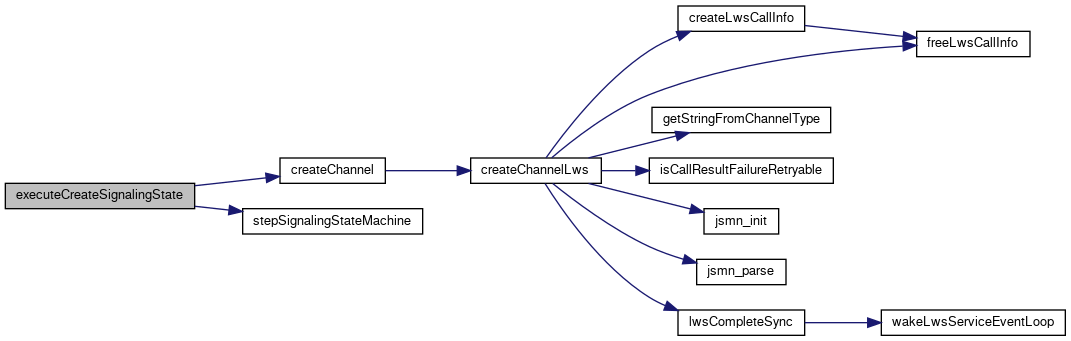 executeCreateSignalingState
createChannel
stepSignalingStateMachine
createChannelLws
createLwsCallInfo
freeLwsCallInfo
getStringFromChannelType
isCallResultFailureRetryable
jsmn_init
jsmn_parse
lwsCompleteSync
wakeLwsServiceEventLoop